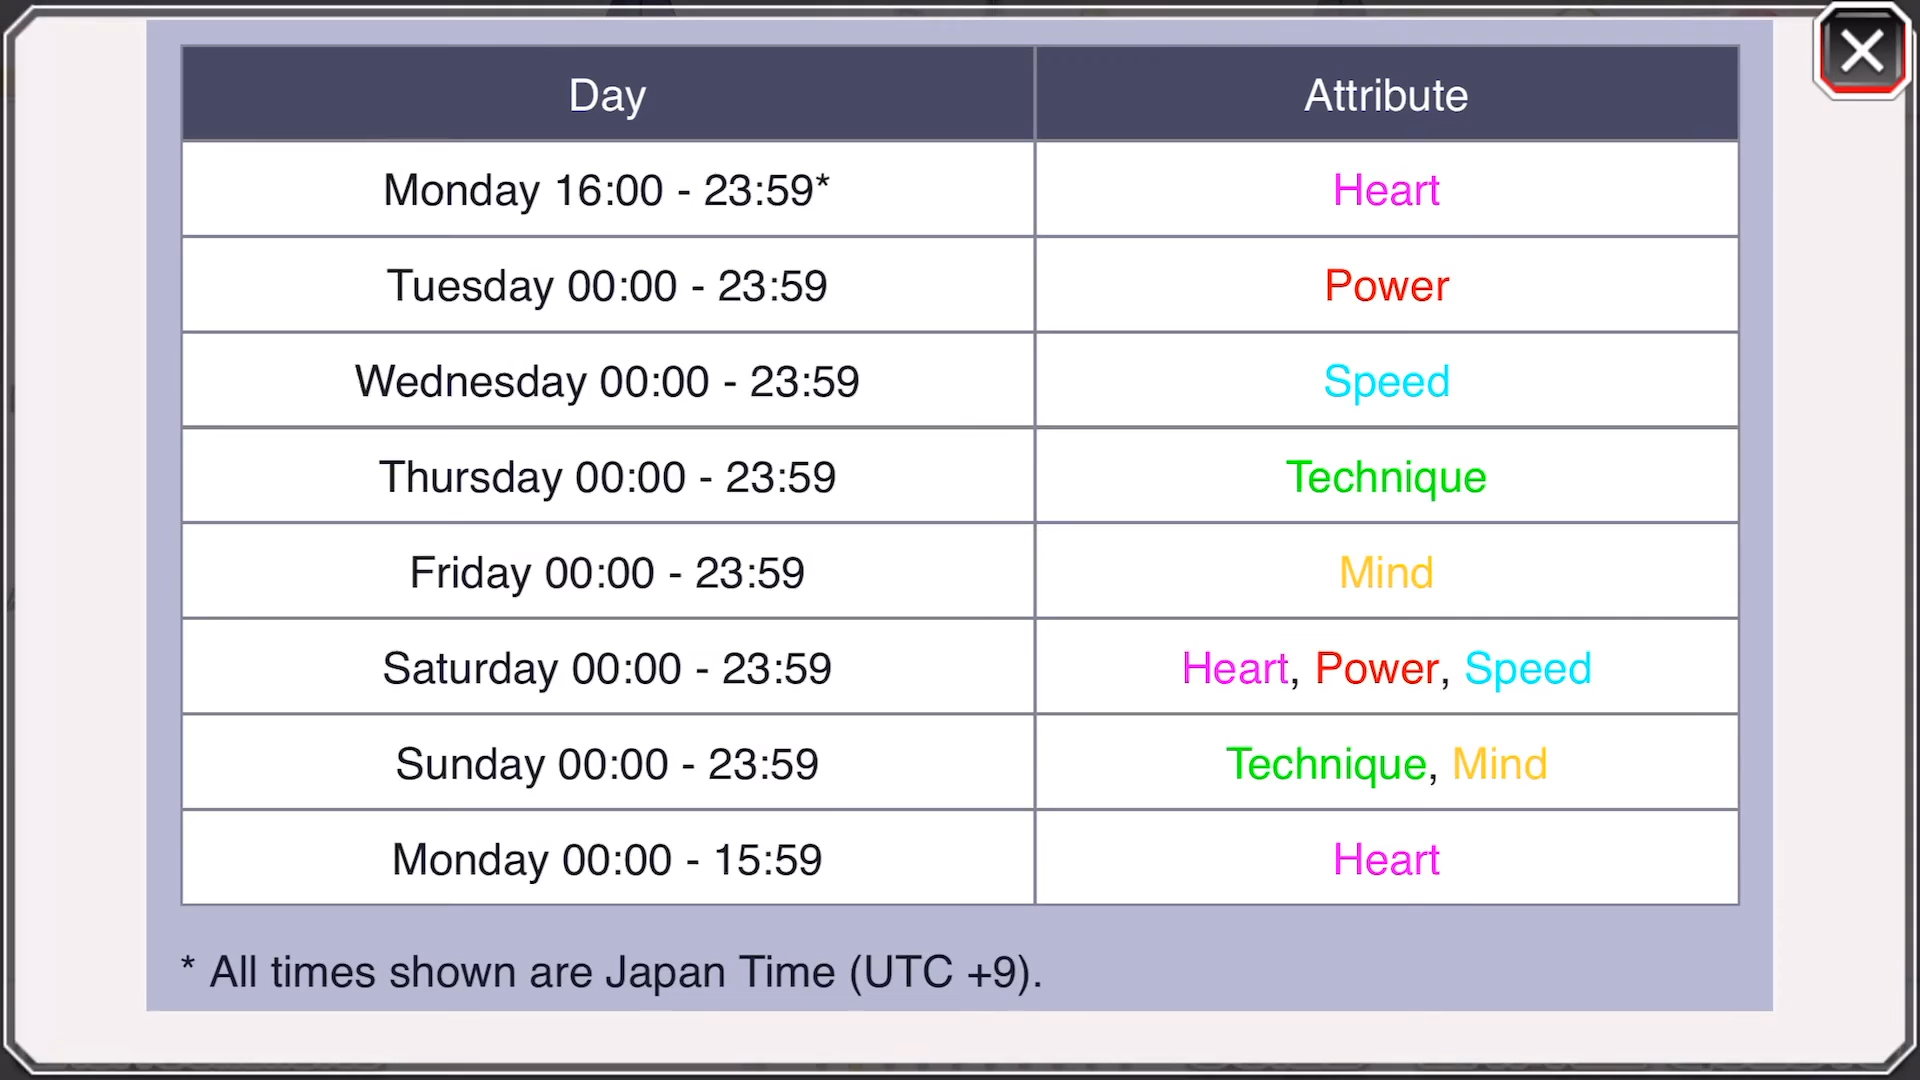 Day Attribute
Monday 16:00 - 23:59* Heart
Tuesday 00:00 - 23:59 Power
Wednesday 00:00 - 23:59 Speed
Thursday 00:00 - 23:59 Technique
Friday 00:00 - 23:59 Mind
Saturday 00:00 - 23:59 Heart, Power, Speed
Sunday 00:00 - 23:59 Technique, Mind
Monday 00:00 - 15:59 Heart
* All times shown are Japan Time (UTC +9).